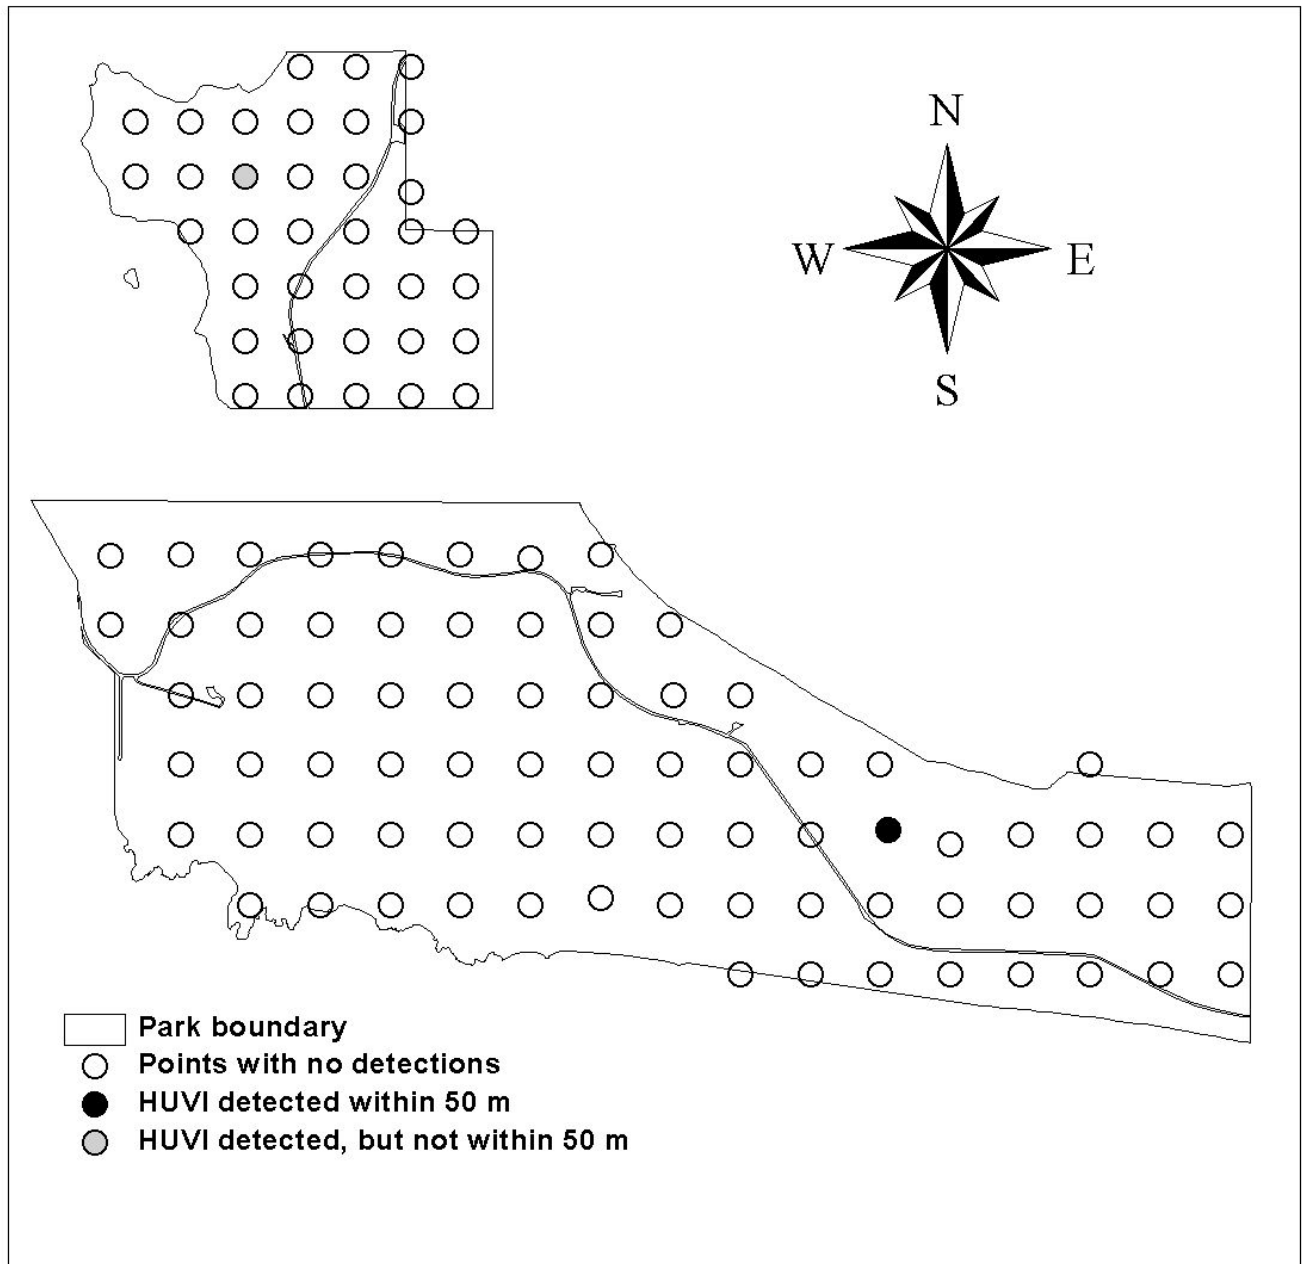 N
W E
S
Park boundary
Points with no detections
HUVI detected within 50 m
HUVI detected, but not within 50 m